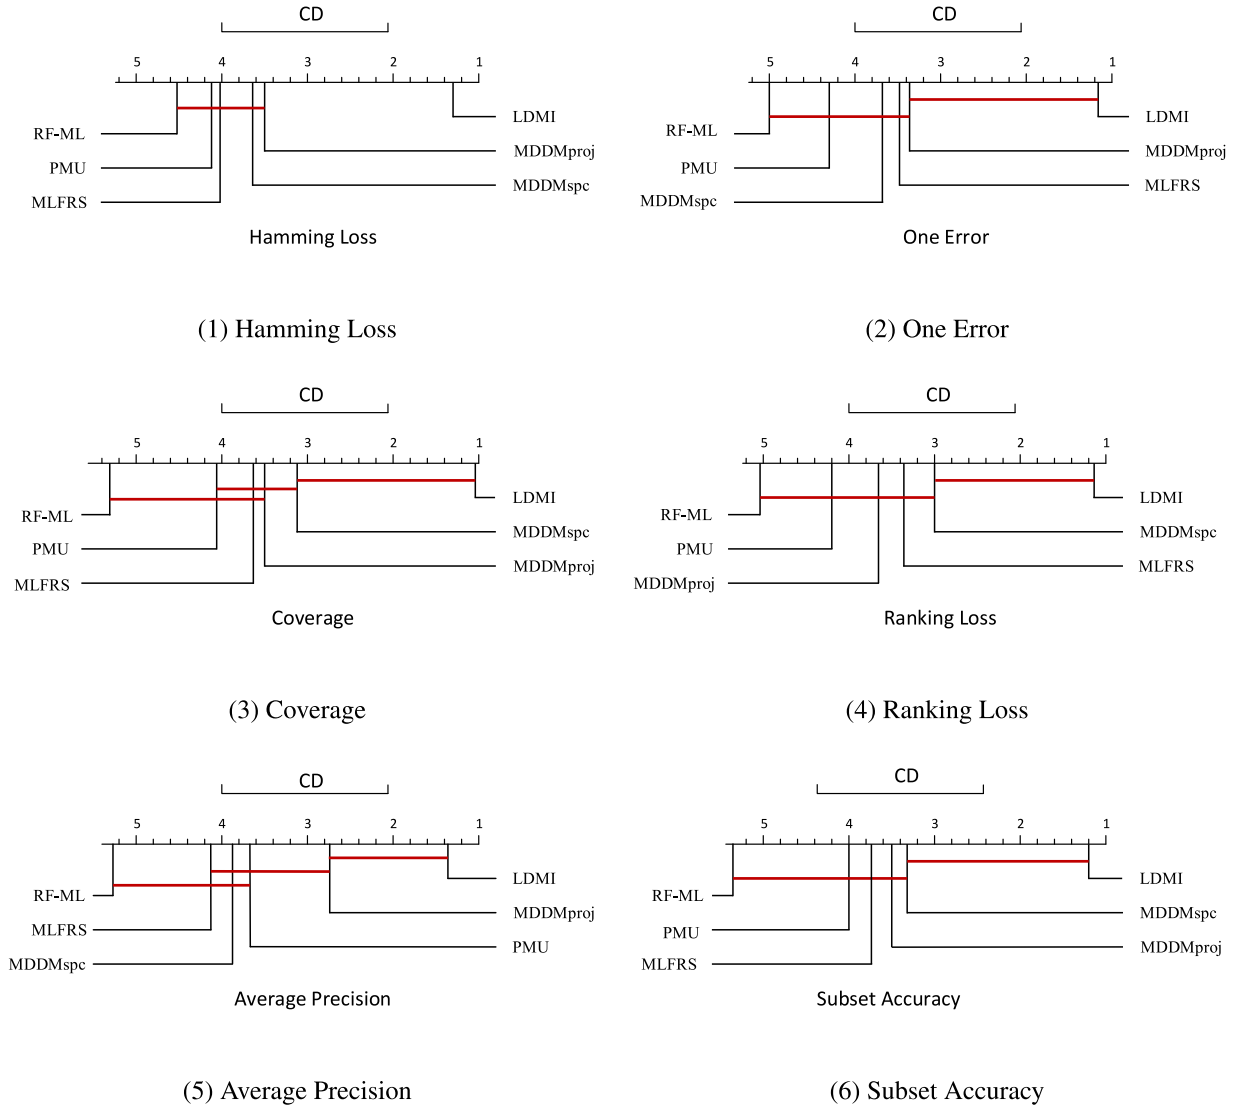 CD
5 4 3 2 1
RF-ML
PMU
MLFRS
LDMI
MDDMproj
MDDMspc
Hamming Loss
(1) Hamming Loss
CD
5 4 3 2 1
RF-ML
PMU
MDDMspc
LDMI
MDDMproj
MLFRS
One Error
(2) One Error
CD
5 4 3 2 1
RF-ML
PMU
MLFRS
LDMI
MDDMspc
MDDMproj
Coverage
(3) Coverage
CD
5 4 3 2 1
RF-ML
PMU
MDDMproj
LDMI
MDDMspc
MLFRS
Ranking Loss
(4) Ranking Loss
CD
5 4 3 2 1
RF-ML
MLFRS
MDDMspc
LDMI
MDDMproj
PMU
Average Precision
(5) Average Precision
CD
5 4 3 2 1
RF-ML
PMU
MLFRS
LDMI
MDDMspc
MDDMproj
Subset Accuracy
(6) Subset Accuracy